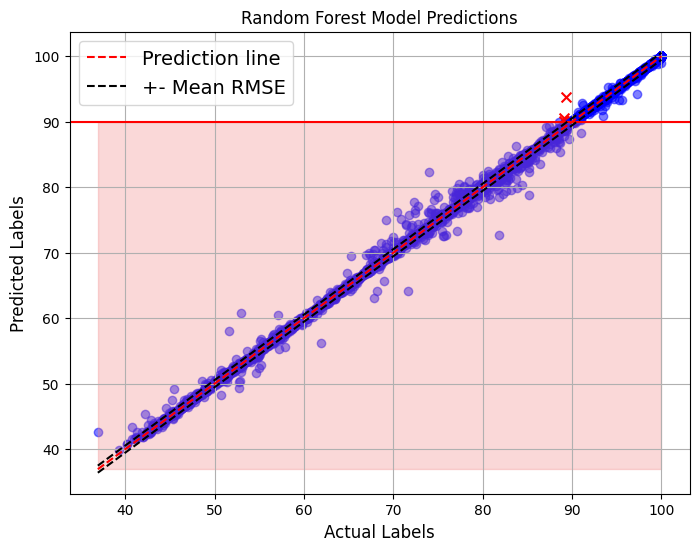 Random Forest Model Predictions
Prediction line
+- Mean RMSE
Predicted Labels
100
90
80
70
60
50
40
40 50 60 70 80 90 100
Actual Labels